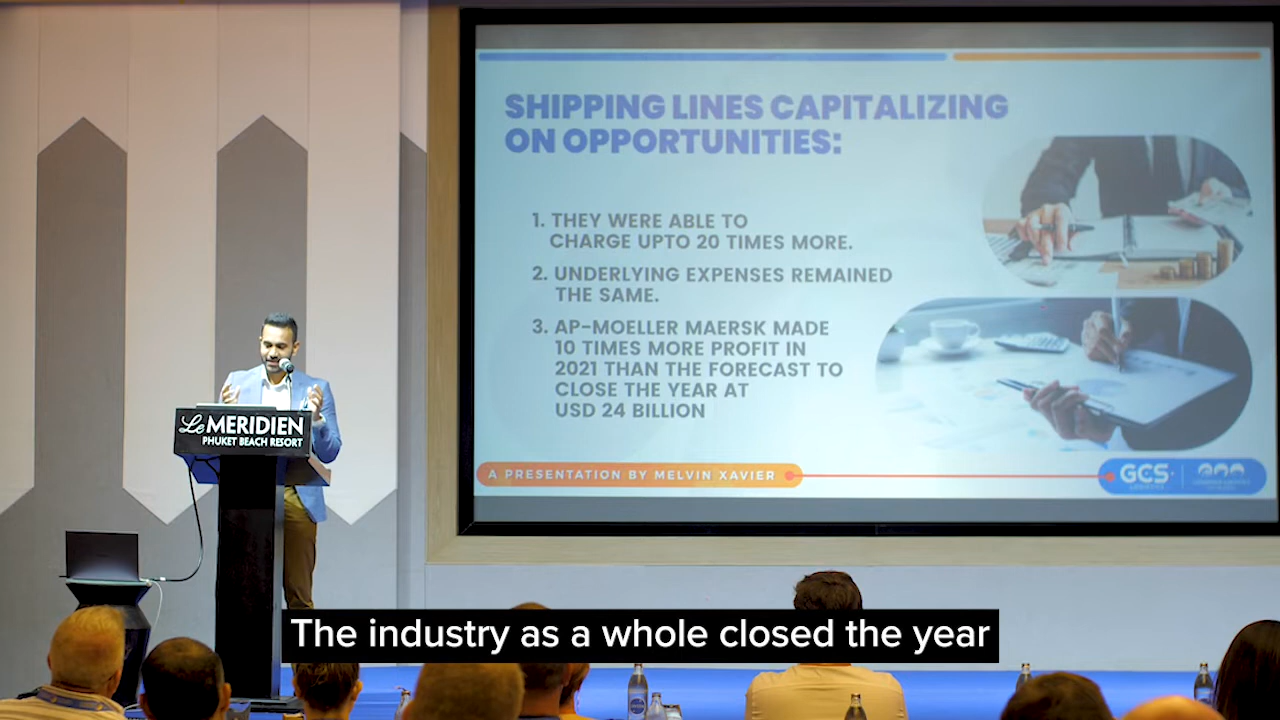 SHIPPING LINES CAPITALIZING
ON OPPORTUNITIES:
1. THEY WERE ABLE TO
CHARGE UPTO 20 TIMES MORE.
2. UNDERLYING EXPENSES REMAINED
THE SAME.
3. AP-MOELLER MAERSK MADE
10 TIMES MORE PROFIT IN
2021 THAN THE FORECAST TO
CLOSE THE YEAR AT
USD 24 BILLION
A PRESENTATION BY MELVIN XAVIER
GCS
Le MERIDIEN
PHUKET BEACH RESORT
The industry as a whole closed the year